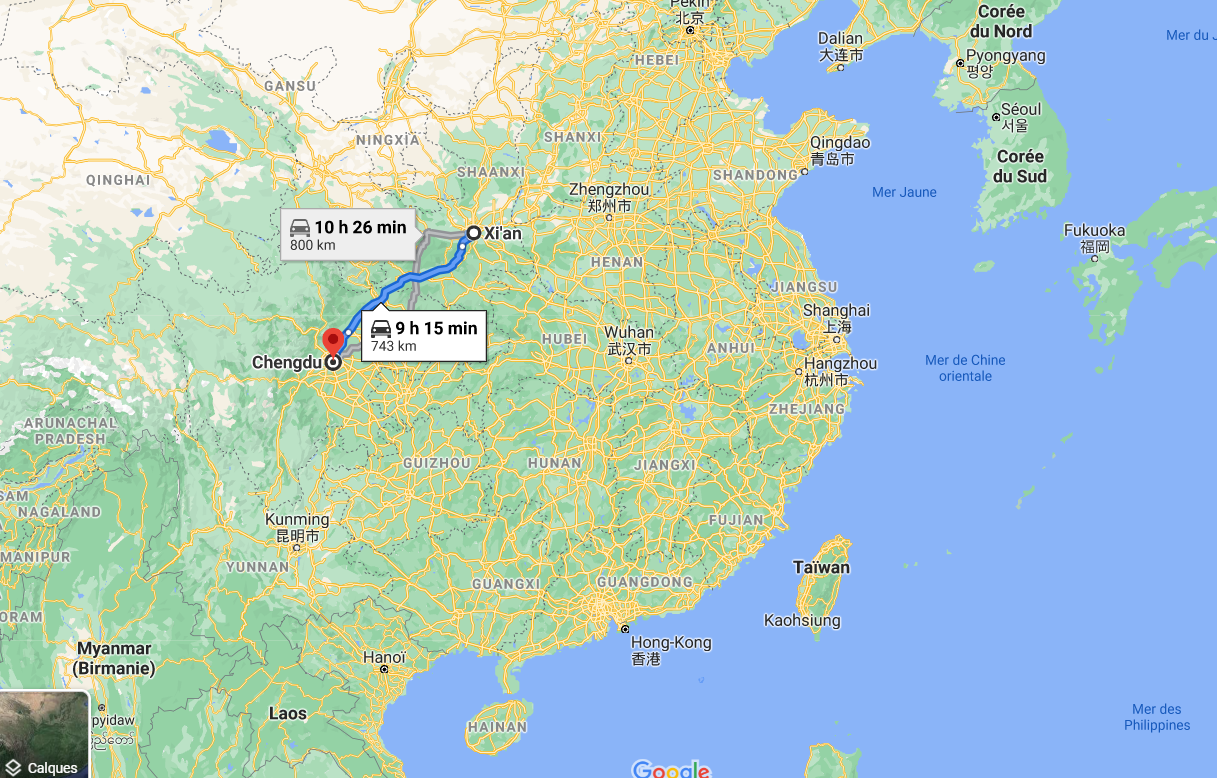 Pékin
北京
Corée
du Nord
Dalian
大连市
Mer du J
Pyongyang
평양
HEBEI
GANSU
Séoul
서울
NINGXIA
SHANXI
Qingdao
青岛市
Corée
du Sud
QINGHAI
SHAANXI
SHANDONG
Zhengzhou
郑州市
Mer Jaune
10 h 26 min
800 km
Xi'an
Fukuoka
福岡
HENAN
JIANGSU
Shanghai
上海
9 h 15 min
743 km
HUBEI
Wuhan
武汉市
ANHUI
Chengdu
Hangzhou
杭州市
Mer de Chine
orientale
ZHEJIANG
ARUNACHAL
PRADESH
GUIZHOU
HUNAN
JIANGXI
SAM
NAGALAND
Kunming
昆明市
FUJIAN
MANIPUR
YUNNAN
Taïwan
GUANGXI
GUANGDONG
ORAM
Kaohsiung
Hong-Kong
香港
Myanmar
(Birmanie)
Hanoï
Laos
pyidaw
ည်တော်
HAINAN
Mer des
Philippines
Calques
Google